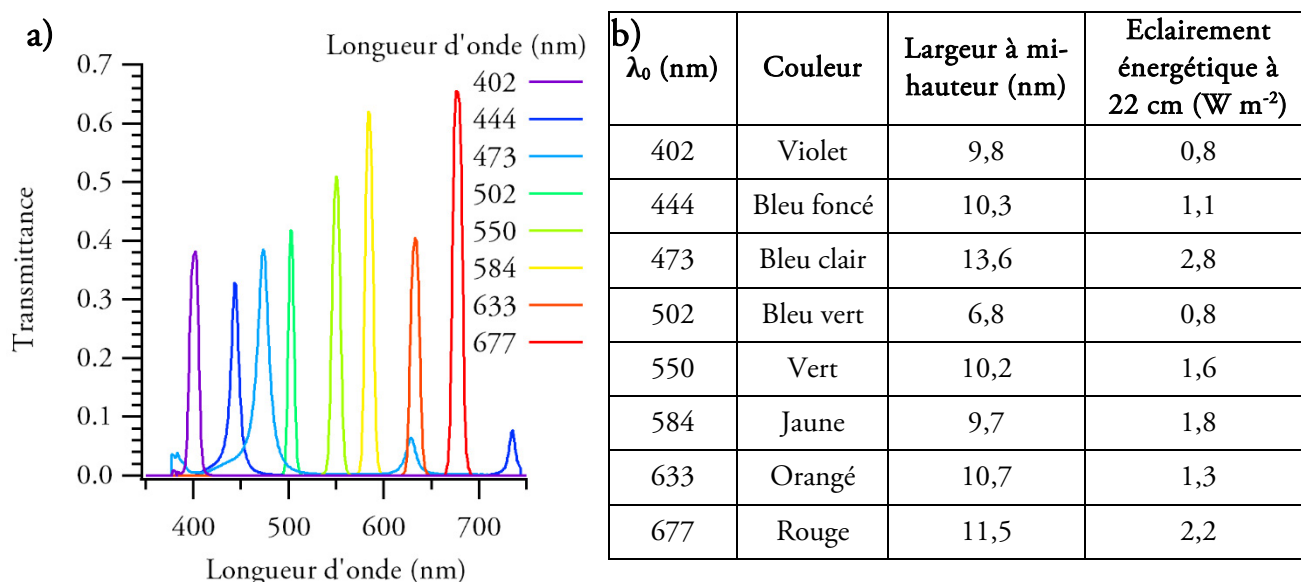 a)
Longueur d'onde (nm)
402
444
473
502
550
584
633
677
Transmittance
0.7
0.6
0.5
0.4
0.3
0.2
0.1
0.0
400 500 600 700
Longueur d'onde (nm)
b)
λ₀ (nm) Couleur Largeur à mi-
hauteur (nm) Eclairement
énergétique à
22 cm (W m⁻²)
402 Violet 9,8 0,8
444 Bleu foncé 10,3 1,1
473 Bleu clair 13,6 2,8
502 Bleu vert 6,8 0,8
550 Vert 10,2 1,6
584 Jaune 9,7 1,8
633 Orangé 10,7 1,3
677 Rouge 11,5 2,2